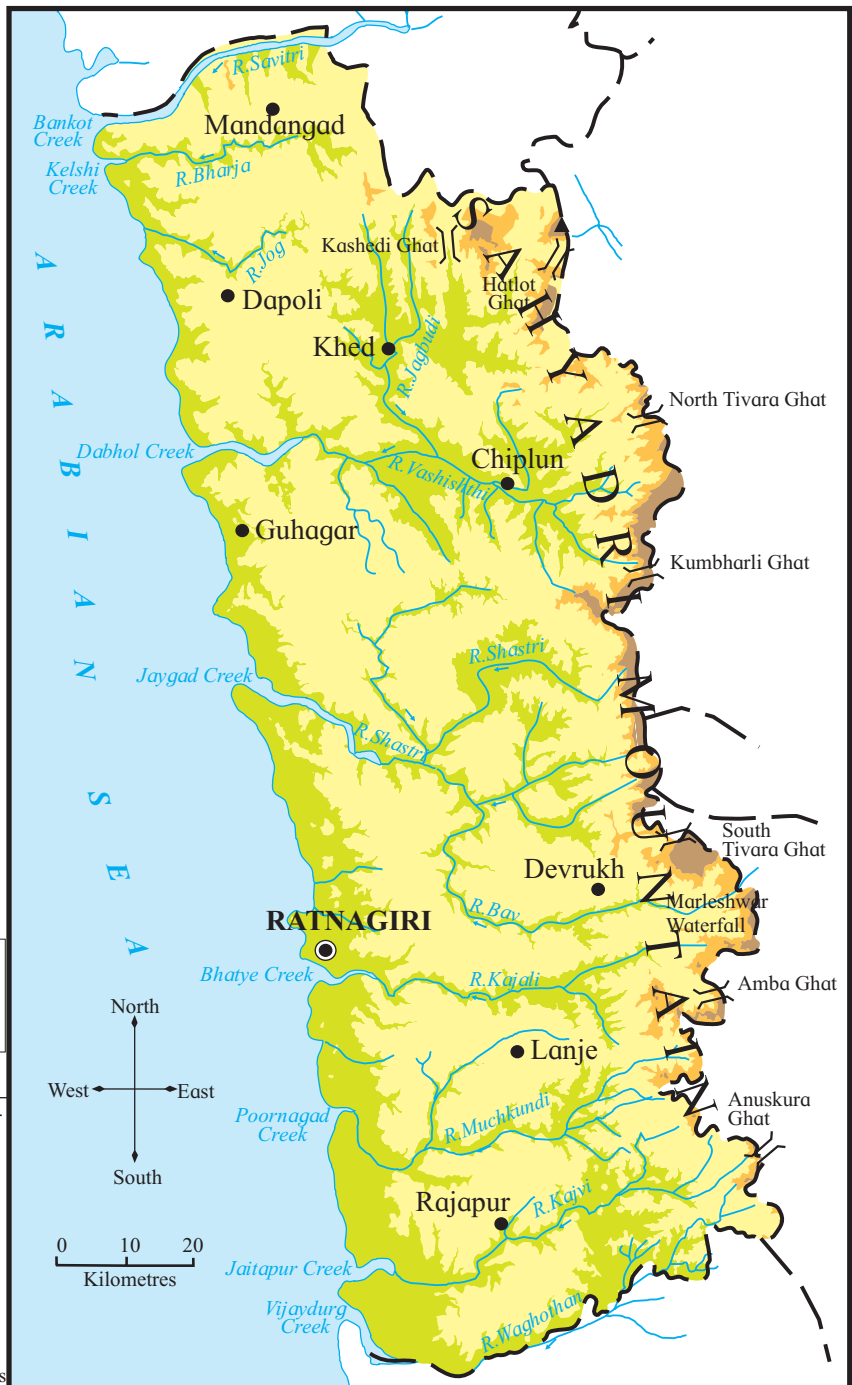 R.Savitri
Bankot
Creek
Mandangad
Kelshi
Creek
R.Bharja
Kashedi Ghat
R.Jog
Hatlot
Ghat
Dapoli
Khed
R.Jagbudi
North Tivara Ghat
Dabhol Creek
R.Vashishthi
Chiplun
Guhagar
Kumbharli Ghat
SAHYADRI MOUNTAIN
ARABIAN SEA
R.Shastri
Jaygad Creek
R.Shastri
South
Tivara Ghat
Devrukh
Marleshwar
Waterfall
R.Bav
RATNAGIRI
Bhatye Creek
R.Kajali
Amba Ghat
North
West
East
South
Lanje
Anuskura
Ghat
Poornagad
Creek
R.Muchkundi
Rajapur
R.Kajvi
0 10 20
Kilometres
Jaitapur Creek
Vijaydurg
Creek
R.Waghothan
s